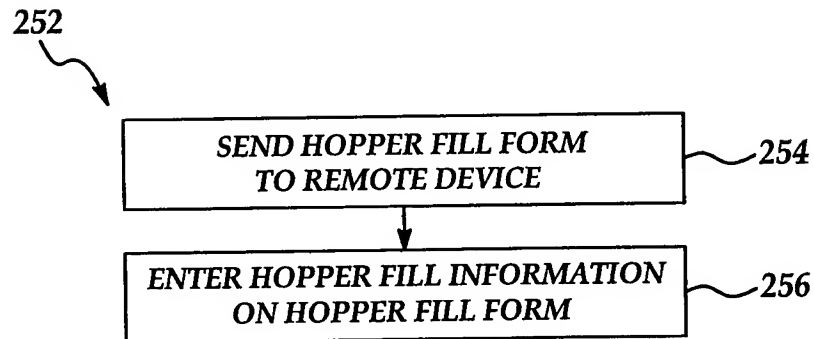 252
SEND HOPPER FILL FORM
TO REMOTE DEVICE
254
ENTER HOPPER FILL INFORMATION
ON HOPPER FILL FORM
256